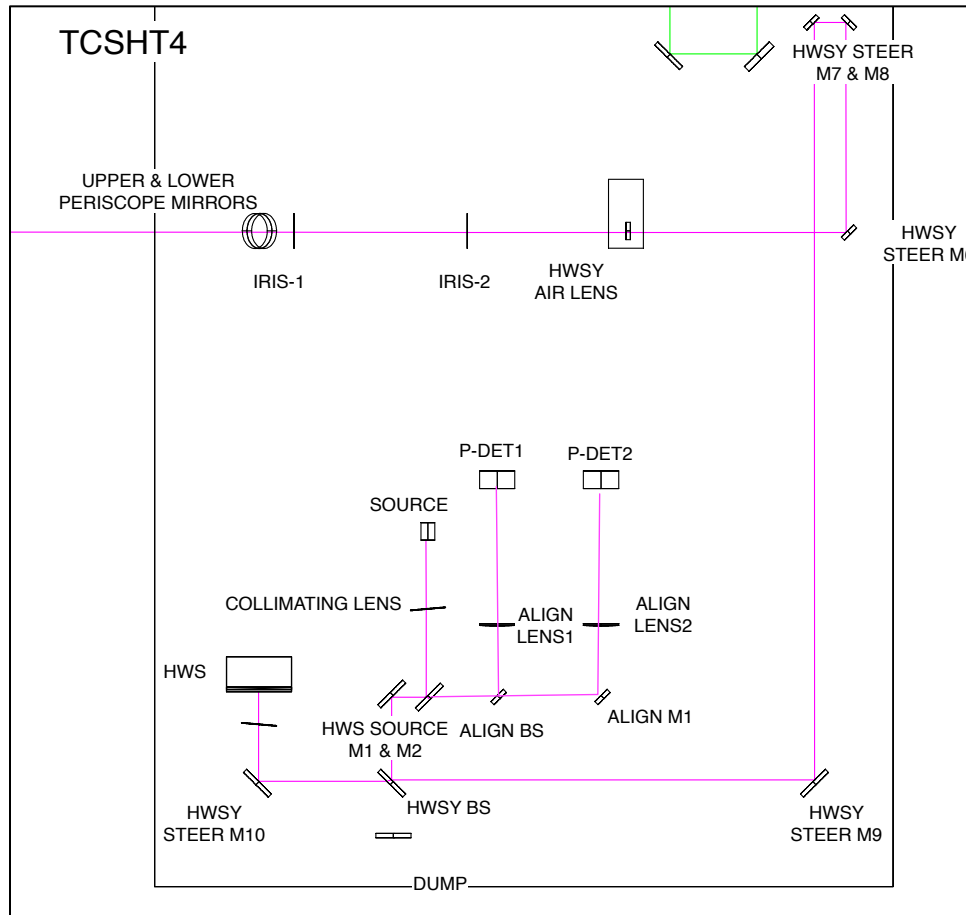 TCSHT4
HWSY STEER
M7 & M8
UPPER & LOWER
PERISCOPE MIRRORS
HWSY
STEER M6
IRIS-1
IRIS-2
HWSY
AIR LENS
P-DET1
P-DET2
SOURCE
COLLIMATING LENS
ALIGN
LENS1
ALIGN
LENS2
HWS
HWS SOURCE
M1 & M2
ALIGN BS
ALIGN M1
HWSY
STEER M10
HWSY BS
HWSY
STEER M9
DUMP